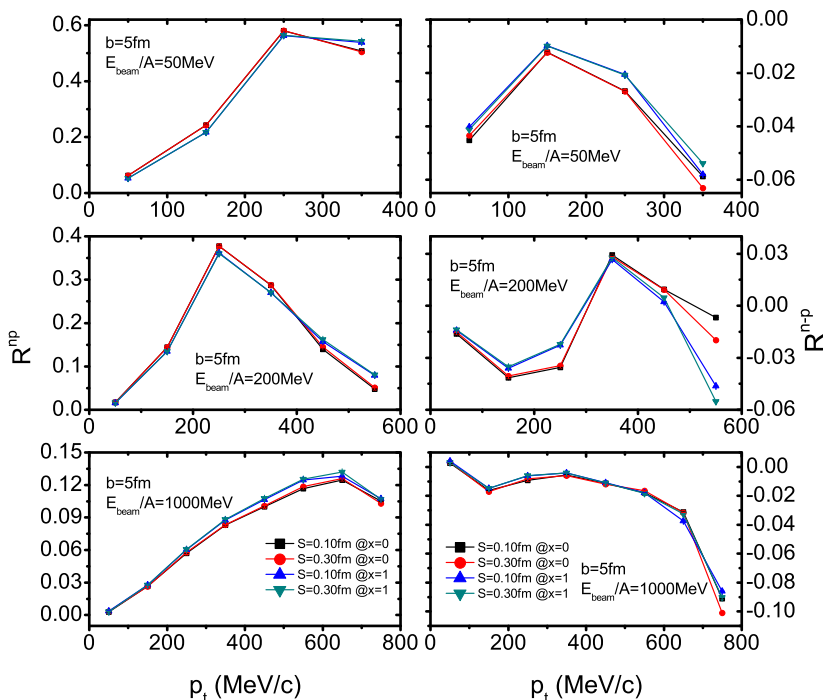 0.6
0.4
0.2
0.0
b=5fm
E_beam/A=50MeV
0 100 200 300 400
b=5fm
E_beam/A=50MeV
0.00
-0.02
-0.04
-0.06
0 100 200 300 400
0.4
0.3
0.2
0.1
0.0
b=5fm
E_beam/A=200MeV
0 200 400 600
b=5fm
E_beam/A=200MeV
0.03
0.00
-0.03
-0.06
0 200 400 600
R^np
R^n-p
0.15
0.12
0.09
0.06
0.03
0.00
b=5fm
E_beam/A=1000MeV
S=0.10fm @x=0
S=0.30fm @x=0
S=0.10fm @x=1
S=0.30fm @x=1
0 200 400 600 800
S=0.10fm @x=0
S=0.30fm @x=0
S=0.10fm @x=1
S=0.30fm @x=1
b=5fm
E_beam/A=1000MeV
0.00
-0.02
-0.04
-0.06
-0.08
-0.10
0 200 400 600 800
p_t (MeV/c)
p_t (MeV/c)